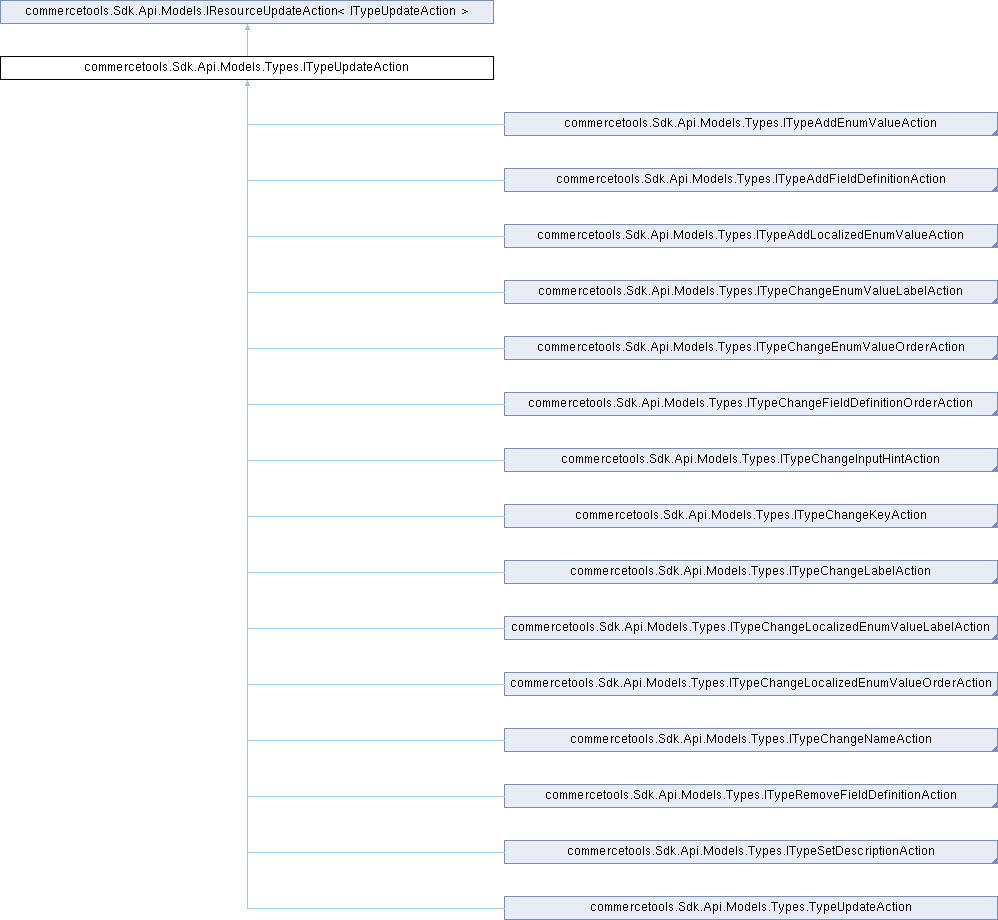 commercetools.Sdk.Api.Models.IResourceUpdateAction< ITypeUpdateAction >
commercetools.Sdk.Api.Models.Types.ITypeUpdateAction
commercetools.Sdk.Api.Models.Types.ITypeAddEnumValueAction
commercetools.Sdk.Api.Models.Types.ITypeAddFieldDefinitionAction
commercetools.Sdk.Api.Models.Types.ITypeAddLocalizedEnumValueAction
commercetools.Sdk.Api.Models.Types.ITypeChangeEnumValueLabelAction
commercetools.Sdk.Api.Models.Types.ITypeChangeEnumValueOrderAction
commercetools.Sdk.Api.Models.Types.ITypeChangeFieldDefinitionOrderAction
commercetools.Sdk.Api.Models.Types.ITypeChangeInputHintAction
commercetools.Sdk.Api.Models.Types.ITypeChangeKeyAction
commercetools.Sdk.Api.Models.Types.ITypeChangeLabelAction
commercetools.Sdk.Api.Models.Types.ITypeChangeLocalizedEnumValueLabelAction
commercetools.Sdk.Api.Models.Types.ITypeChangeLocalizedEnumValueOrderAction
commercetools.Sdk.Api.Models.Types.ITypeChangeNameAction
commercetools.Sdk.Api.Models.Types.ITypeRemoveFieldDefinitionAction
commercetools.Sdk.Api.Models.Types.ITypeSetDescriptionAction
commercetools.Sdk.Api.Models.Types.TypeUpdateAction